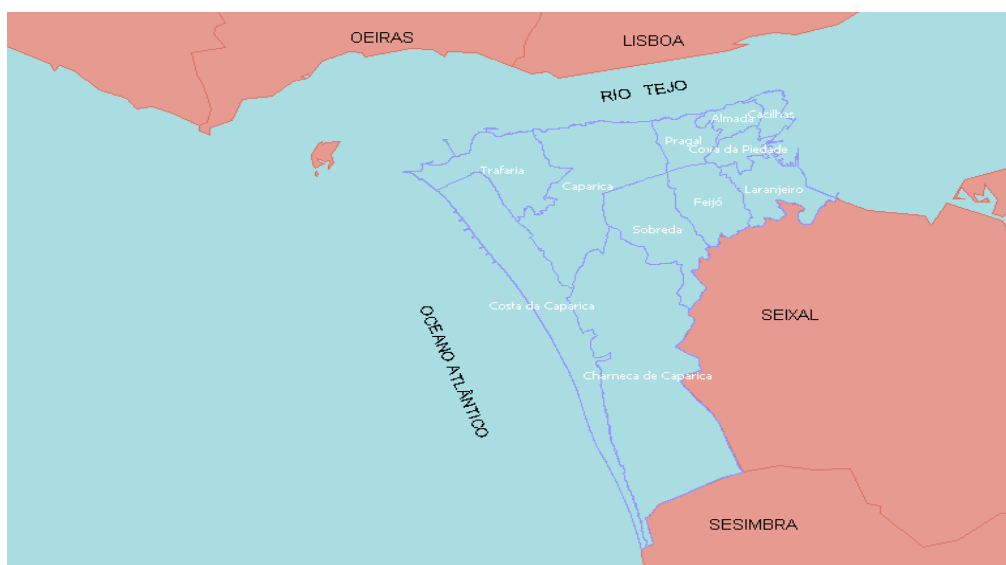 OEIRAS
LISBOA
RIO TEJO
Almada
Cacilhas
Pragal
Cova da Piedade
Trafaria
Caparica
Laranjeiro
Feijó
Sobreda
Costa da Caparica
SEIXAL
OCEANO ATLÂNTICO
Charneca de Caparica
SESIMBRA